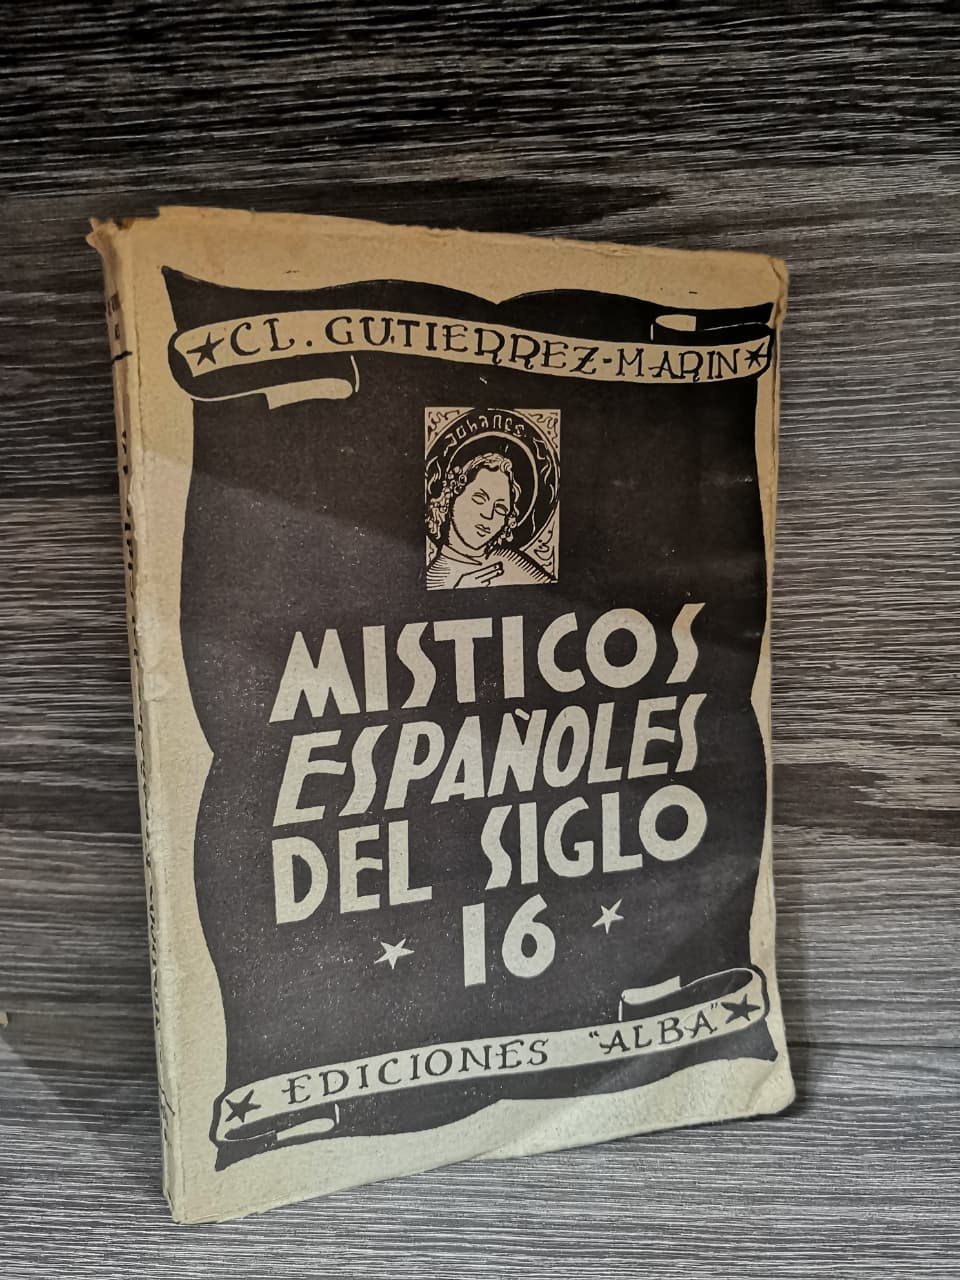 CL. GUTIERREZ-MARIN
Johanes
MISTICOS
ESPAÑOLES
DEL SIGLO
16
EDICIONES "ALBA"